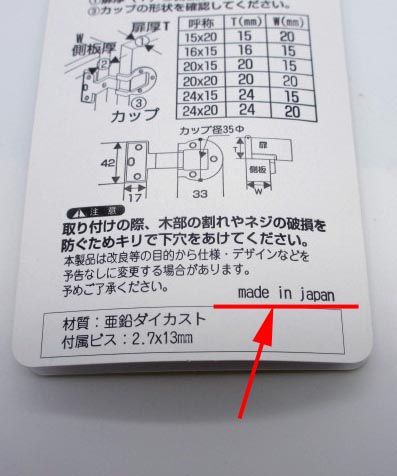 ③カップの形状を確認してください。
扉厚T
W
側板厚
①
②
③
カップ
呼称 T(mm) W(mm)
15x20 15 20
16x15 16 15
20x15 20 15
20x20 20 20
24x15 24 15
24x20 24 20
カップ径35Φ
42
17
33
T
扉
側板
W
注意
取り付けの際、木部の割れやネジの破損を
防ぐためキリで下穴をあけてください。
本製品は改良等の目的から仕様・デザインなどを
予告なしに変更する場合があります。
予めご了承ください。
made in japan
材質：亜鉛ダイカスト
付属ビス：2.7x13mm